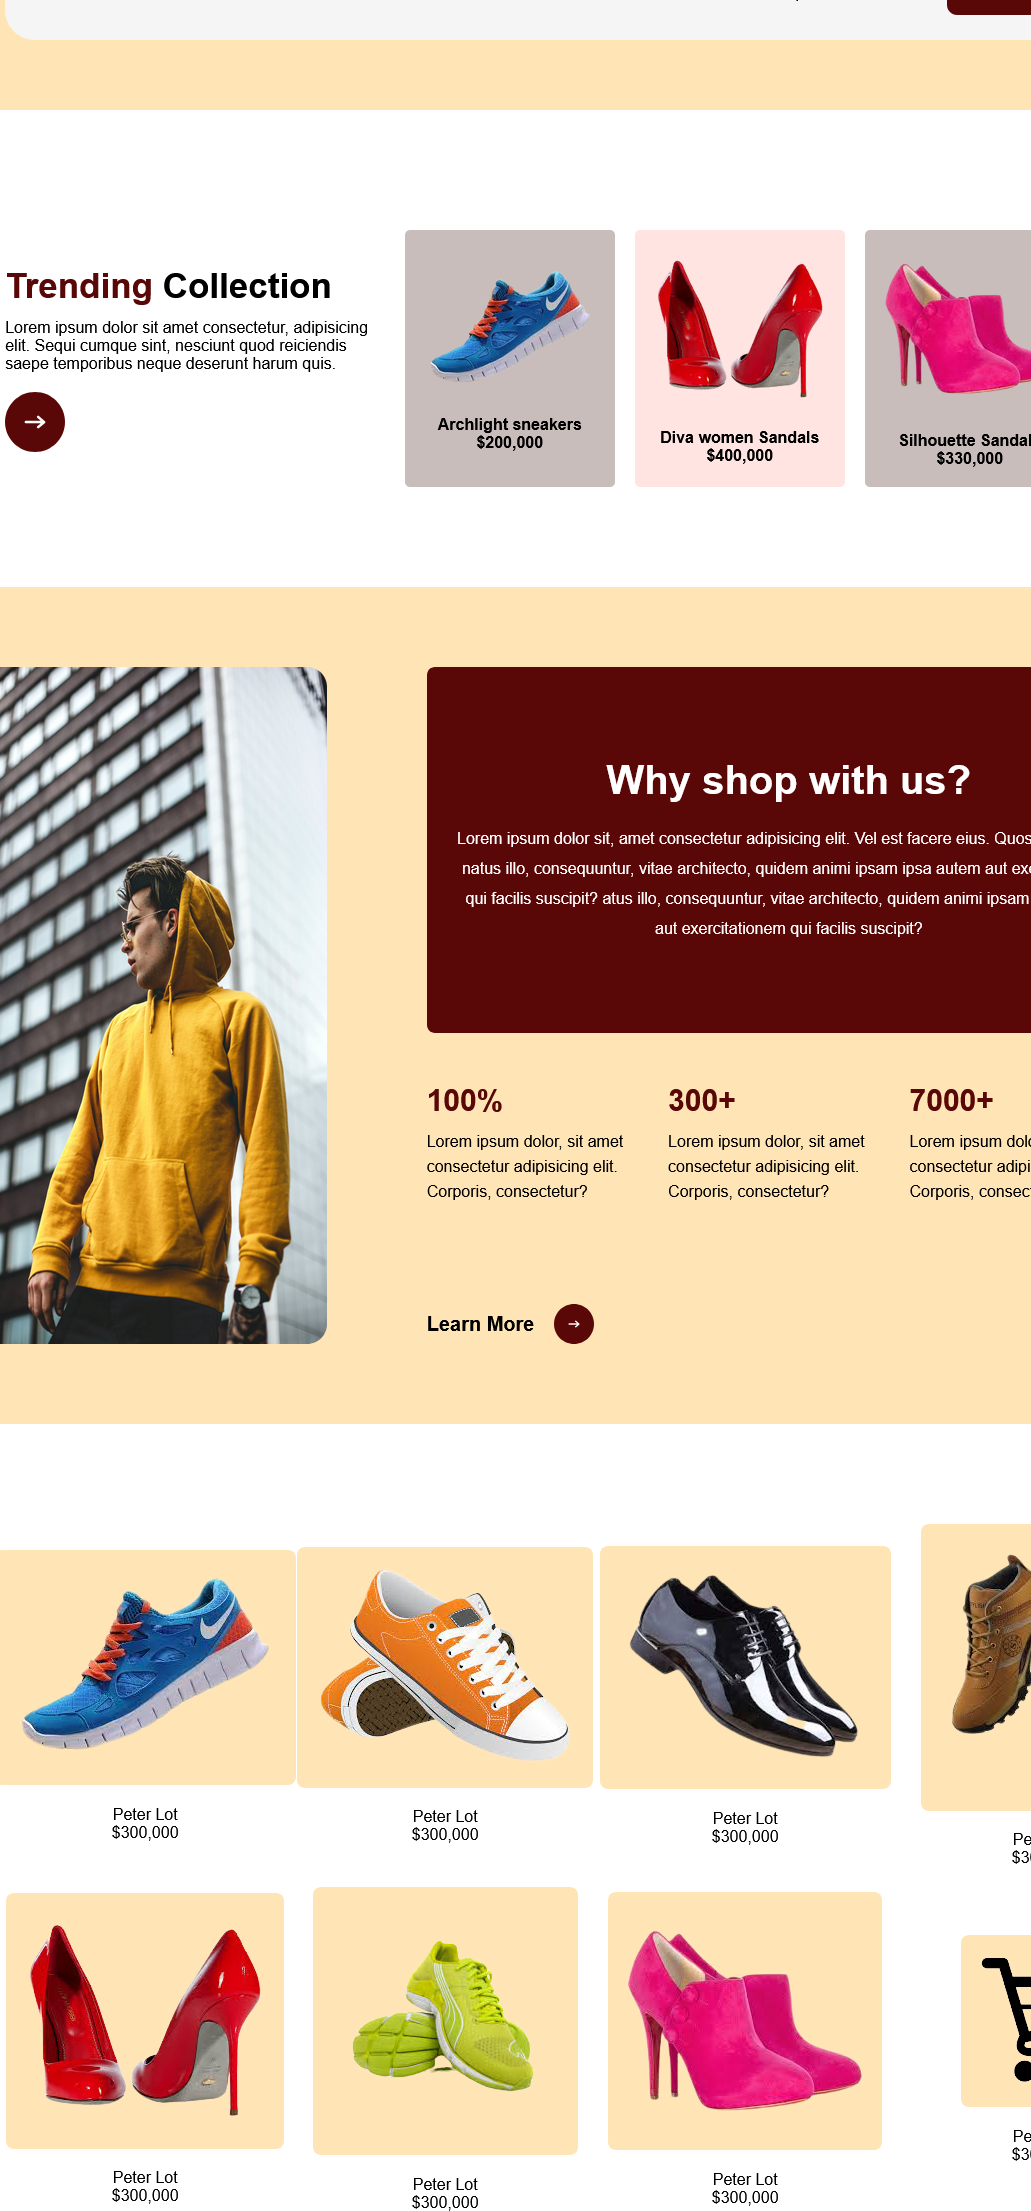 Trending Collection
Lorem ipsum dolor sit amet consectetur, adipisicing
elit. Sequi cumque sint, nesciunt quod reiciendis
saepe temporibus neque deserunt harum quis.
Archlight sneakers
$200,000
Diva women Sandals
$400,000
Silhouette Sandal
$330,000
Why shop with us?
Lorem ipsum dolor sit, amet consectetur adipisicing elit. Vel est facere eius. Quos
natus illo, consequuntur, vitae architecto, quidem animi ipsam ipsa autem aut exe
qui facilis suscipit? atus illo, consequuntur, vitae architecto, quidem animi ipsam
aut exercitationem qui facilis suscipit?
100%
Lorem ipsum dolor, sit amet
consectetur adipisicing elit.
Corporis, consectetur?
300+
Lorem ipsum dolor, sit amet
consectetur adipisicing elit.
Corporis, consectetur?
7000+
Lorem ipsum dolo
consectetur adipi
Corporis, consect
Learn More
Peter Lot
$300,000
Peter Lot
$300,000
Peter Lot
$300,000
Pe
$30
Peter Lot
$300,000
Peter Lot
$300,000
Peter Lot
$300,000
Pe
$30